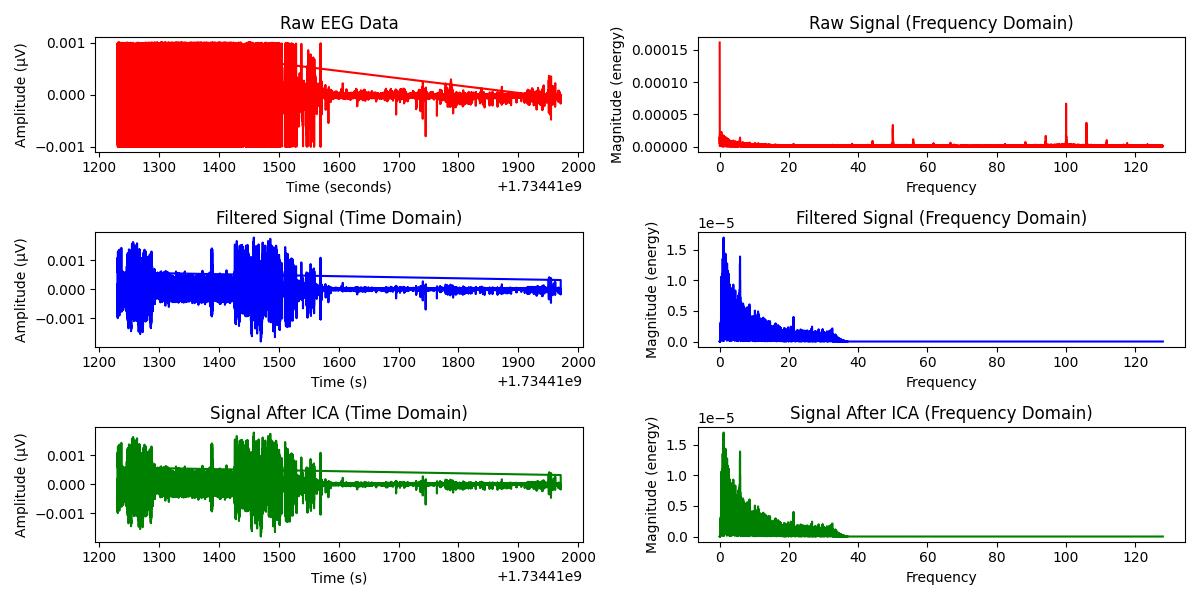 Raw EEG Data
Amplitude (µV)
0.001
0.000
−0.001
1200 1300 1400 1500 1600 1700 1800 1900 2000
Time (seconds)
+1.73441e9
Raw Signal (Frequency Domain)
Magnitude (energy)
0.00015
0.00010
0.00005
0.00000
0 20 40 60 80 100 120
Frequency
Filtered Signal (Time Domain)
Amplitude (µV)
0.001
0.000
−0.001
1200 1300 1400 1500 1600 1700 1800 1900 2000
Time (s)
+1.73441e9
Filtered Signal (Frequency Domain)
1e−5
Magnitude (energy)
1.5
1.0
0.5
0.0
0 20 40 60 80 100 120
Frequency
Signal After ICA (Time Domain)
Amplitude (µV)
0.001
0.000
−0.001
1200 1300 1400 1500 1600 1700 1800 1900 2000
Time (s)
+1.73441e9
Signal After ICA (Frequency Domain)
1e−5
Magnitude (energy)
1.5
1.0
0.5
0.0
0 20 40 60 80 100 120
Frequency